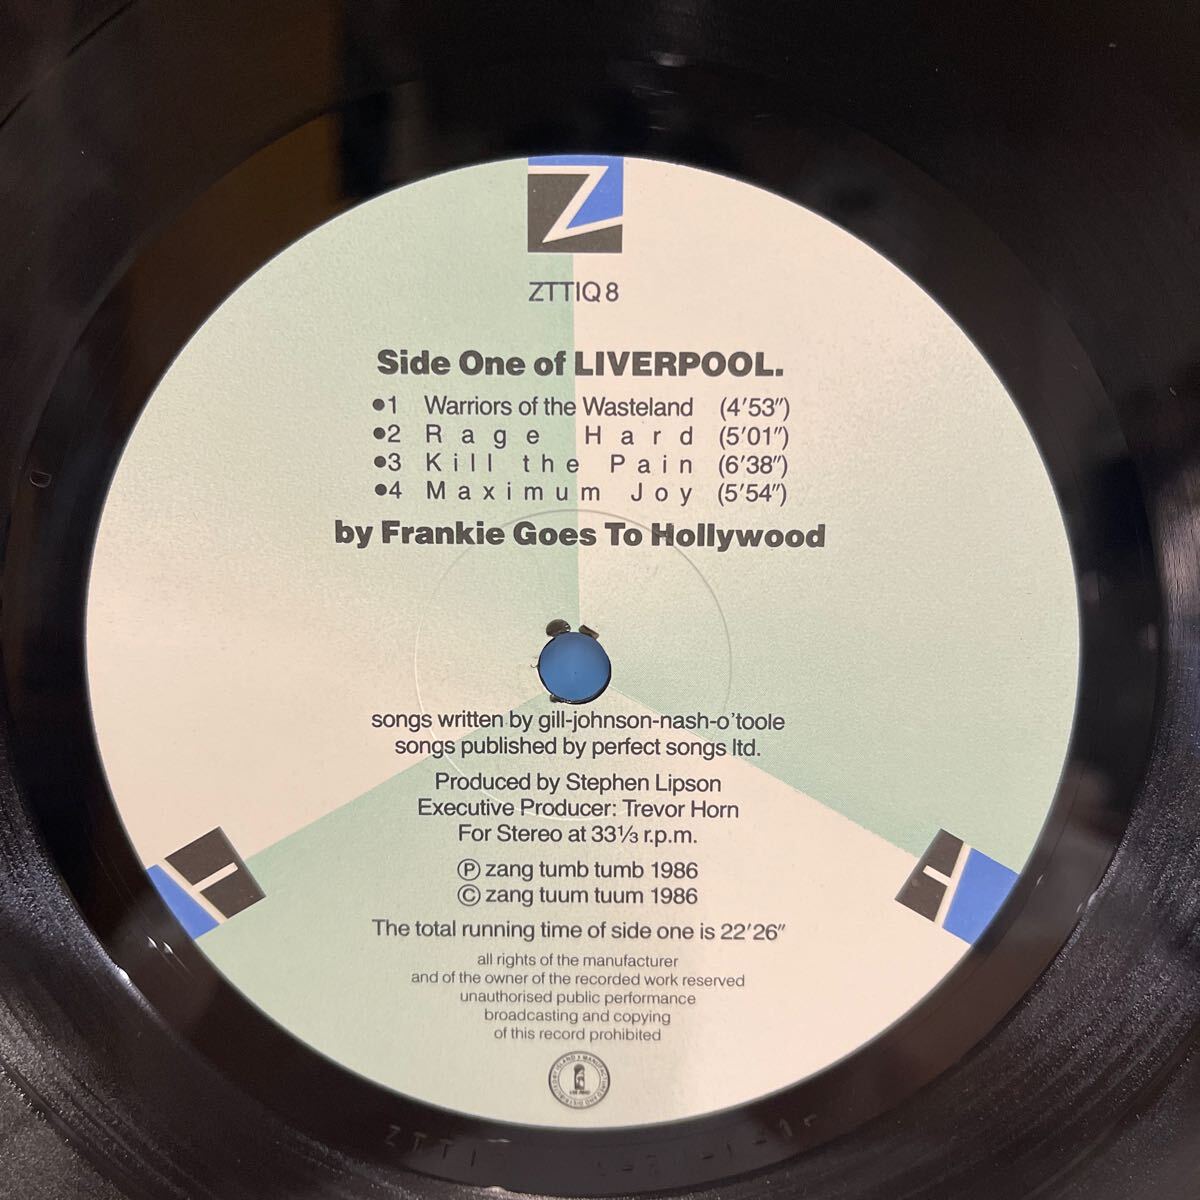 Z
ZTTIQ 8
Side One of LIVERPOOL.
●1 Warriors of the Wasteland (4'53")
●2 Rage Hard (5'01")
●3 Kill the Pain (6'38")
●4 Maximum Joy (5'54")
by Frankie Goes To Hollywood
songs written by gill-johnson-nash-o'toole
songs published by perfect songs ltd.
Produced by Stephen Lipson
Executive Producer: Trevor Horn
For Stereo at 33⅓ r.p.m.
Ⓟ zang tumb tumb 1986
© zang tuum tuum 1986
T
T
The total running time of side one is 22'26"
all rights of the manufacturer
and of the owner of the recorded work reserved
unauthorised public performance
broadcasting and copying
of this record prohibited
MANUFACTURED AND DISTRIBUTED BY ISLAND